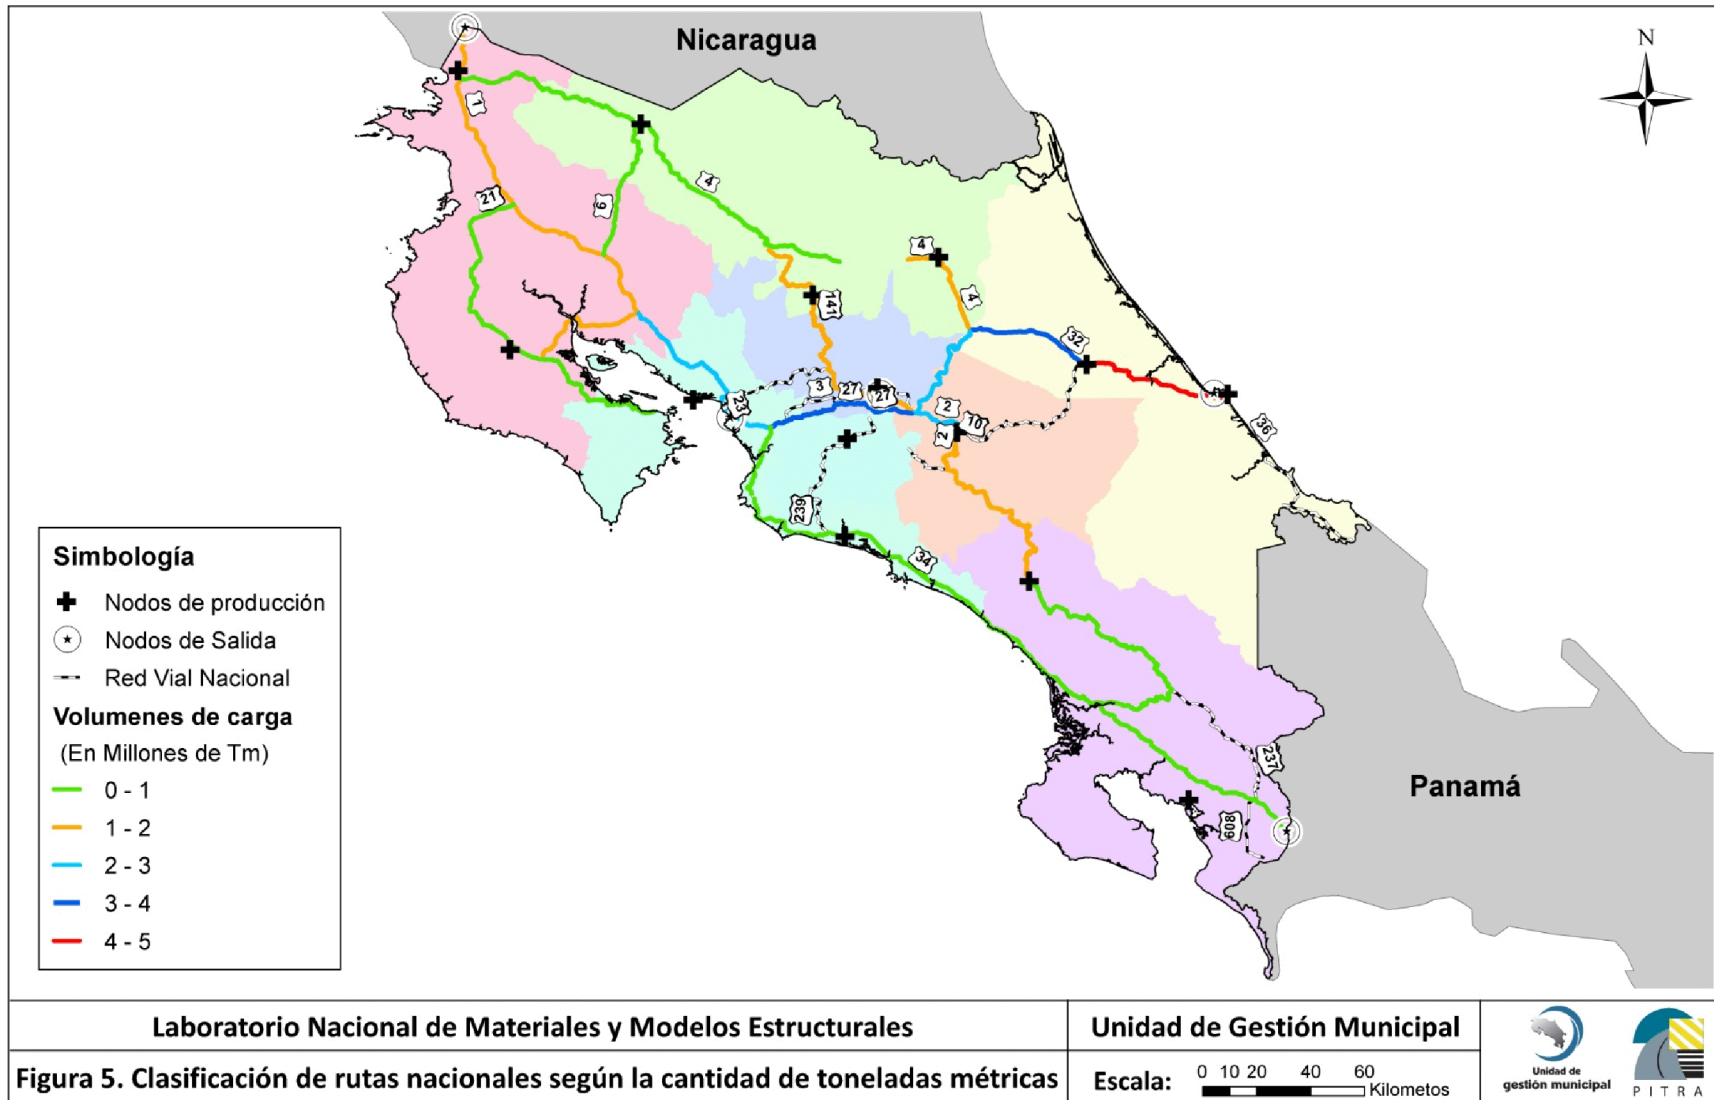 Nicaragua
N
1
21
6
4
4
4
141
32
3
27
27
23
2
10
2
36
239
34
237
608
Panamá
Simbología
Nodos de producción
Nodos de Salida
Red Vial Nacional
Volumenes de carga
(En Millones de Tm)
0 - 1
1 - 2
2 - 3
3 - 4
4 - 5
Laboratorio Nacional de Materiales y Modelos Estructurales
Unidad de Gestión Municipal
Figura 5. Clasificación de rutas nacionales según la cantidad de toneladas métricas
Escala:
0 10 20 40 60
Kilometos
Unidad de
gestión municipal
PITRA